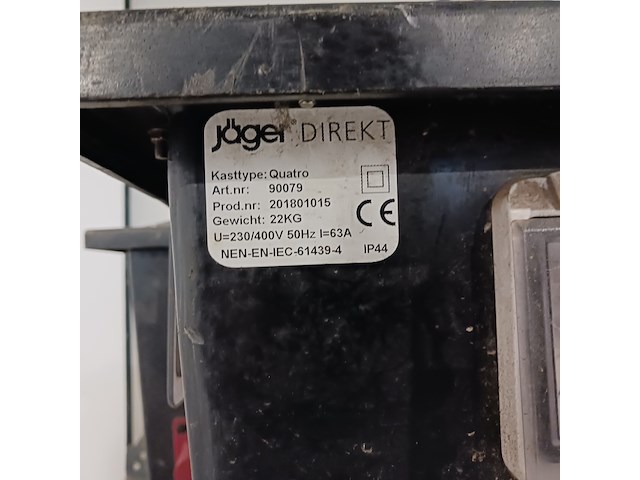 jäger DIREKT
Kasttype: Quatro
Art.nr: 90079
Prod.nr: 201801015
Gewicht: 22KG
U=230/400V 50Hz I=63A
NEN-EN-IEC-61439-4 IP44
CE